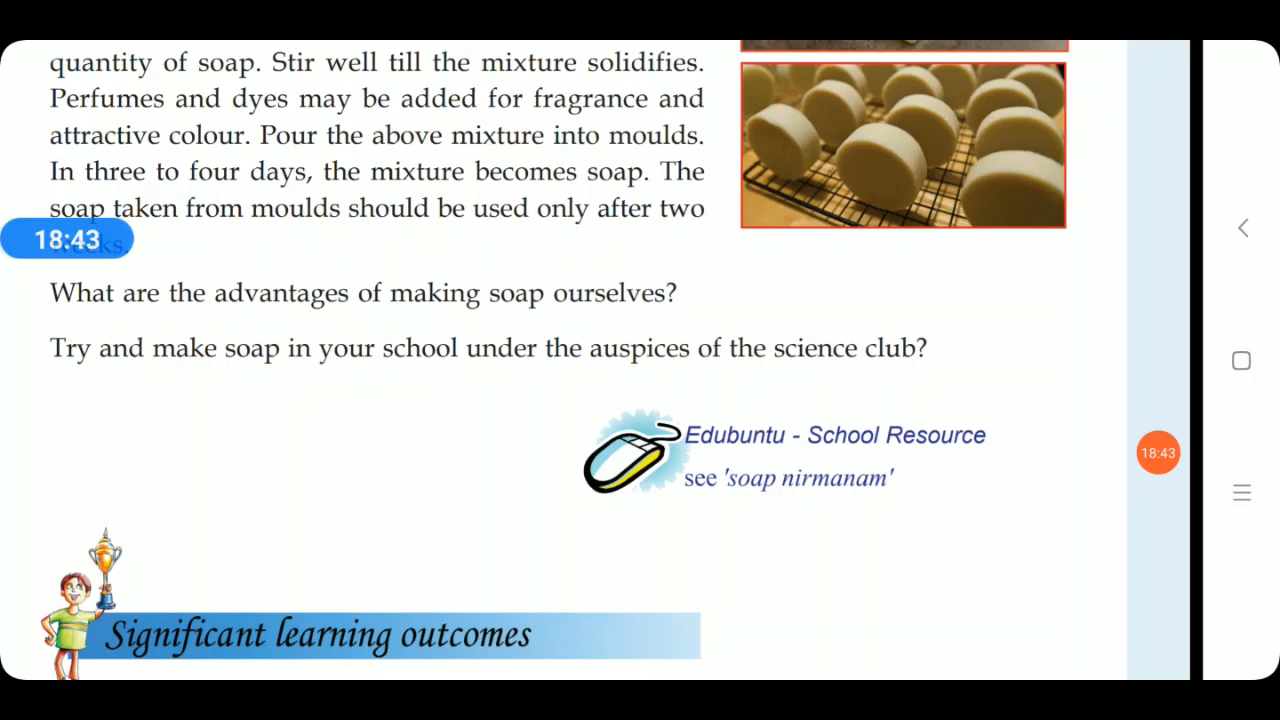 quantity of soap. Stir well till the mixture solidifies.
Perfumes and dyes may be added for fragrance and
attractive colour. Pour the above mixture into moulds.
In three to four days, the mixture becomes soap. The
soap taken from moulds should be used only after two
18:43 weeks.
What are the advantages of making soap ourselves?
Try and make soap in your school under the auspices of the science club?
Edubuntu - School Resource
18:43
see 'soap nirmanam'
Significant learning outcomes